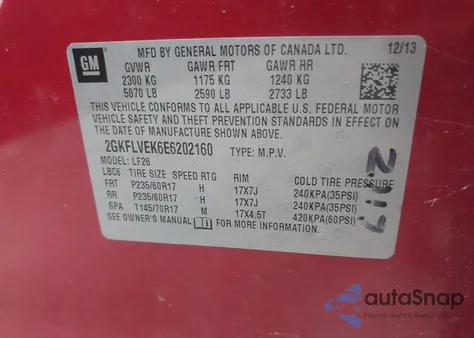 GM
MFD BY GENERAL MOTORS OF CANADA LTD. 12/13
GVWR GAWR FRT GAWR RR
2300 KG 1175 KG 1240 KG
5070 LB 2590 LB 2733 LB
THIS VEHICLE CONFORMS TO ALL APPLICABLE U.S. FEDERAL MOTOR
VEHICLE SAFETY AND THEFT PREVENTION STANDARDS IN EFFECT ON
THE DATE OF MANUFACTURE SHOWN ABOVE.
2GKFLVEK6E6202160 TYPE: M.P.V.
MODEL: LF26
LBC6 TIRE SIZE SPEED RTG RIM COLD TIRE PRESSURE
FRT P235/60R17 H 17X7J 240KPA(35PSI)
RR P235/60R17 H 17X7J 240KPA(35PSI)
SPA T145/70R17 M 17X4.5T 420KPA(60PSI)
SEE OWNER'S MANUAL FOR ADDITIONAL INFORMATION.
autoSnap